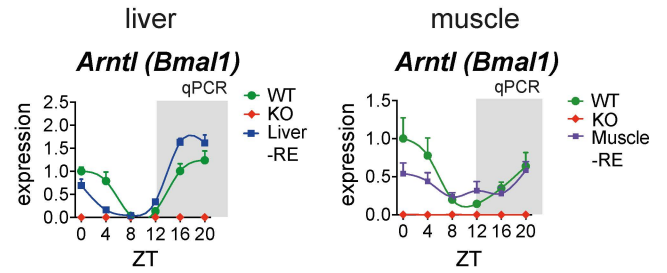 liver
Arntl (Bmal1)
qPCR
expression
2.5
2.0
1.5
1.0
0.5
0.0
0 4 8 12 16 20
ZT
WT
KO
Liver
-RE
muscle
Arntl (Bmal1)
qPCR
expression
1.5
1.0
0.5
0.0
0 4 8 12 16 20
ZT
WT
KO
Muscle
-RE